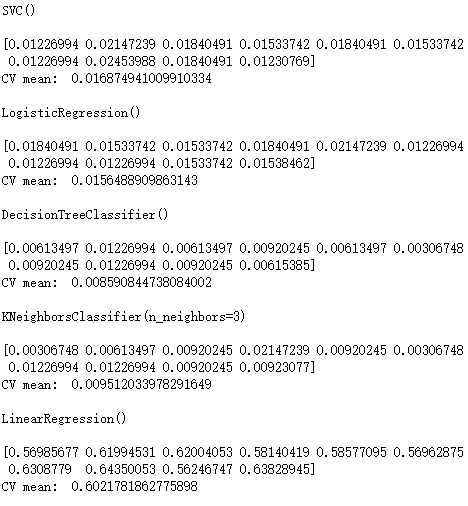 SVC()
[0.01226994 0.02147239 0.01840491 0.01533742 0.01840491 0.01533742
0.01226994 0.02453988 0.01840491 0.01230769]
CV mean:  0.016874941009910334
LogisticRegression()
[0.01840491 0.01533742 0.01533742 0.01840491 0.02147239 0.01226994
0.01226994 0.01226994 0.01533742 0.01538462]
CV mean:  0.0156488909863143
DecisionTreeClassifier()
[0.00613497 0.01226994 0.00613497 0.00920245 0.00613497 0.00306748
0.00920245 0.01226994 0.00920245 0.00615385]
CV mean:  0.008590844738084002
KNeighborsClassifier(n_neighbors=3)
[0.00306748 0.00613497 0.00920245 0.02147239 0.00920245 0.00306748
0.01226994 0.01226994 0.00920245 0.00923077]
CV mean:  0.009512033978291649
LinearRegression()
[0.56985677 0.61994531 0.62004053 0.58140419 0.58577095 0.56962875
0.6308779  0.64350053 0.56246747 0.63828945]
CV mean:  0.6021781862775898